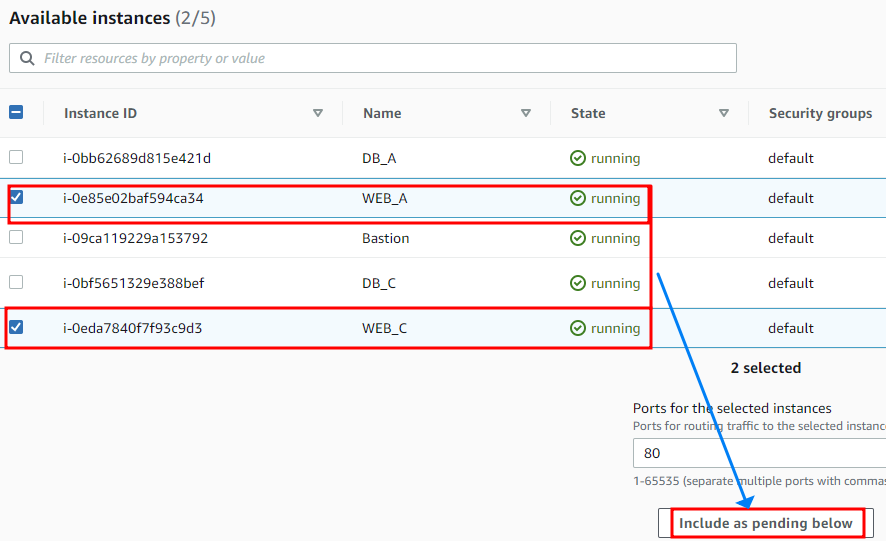 Available instances (2/5)
Filter resources by property or value
Instance ID Name State Security groups
i-0bb62689d815e421d DB_A running default
i-0e85e02baf594ca34 WEB_A running default
i-09ca119229a153792 Bastion running default
i-0bf5651329e388bef DB_C running default
i-0eda7840f7f93c9d3 WEB_C running default
2 selected
Ports for the selected instances
Ports for routing traffic to the selected instance
80
1-65535 (separate multiple ports with commas
Include as pending below